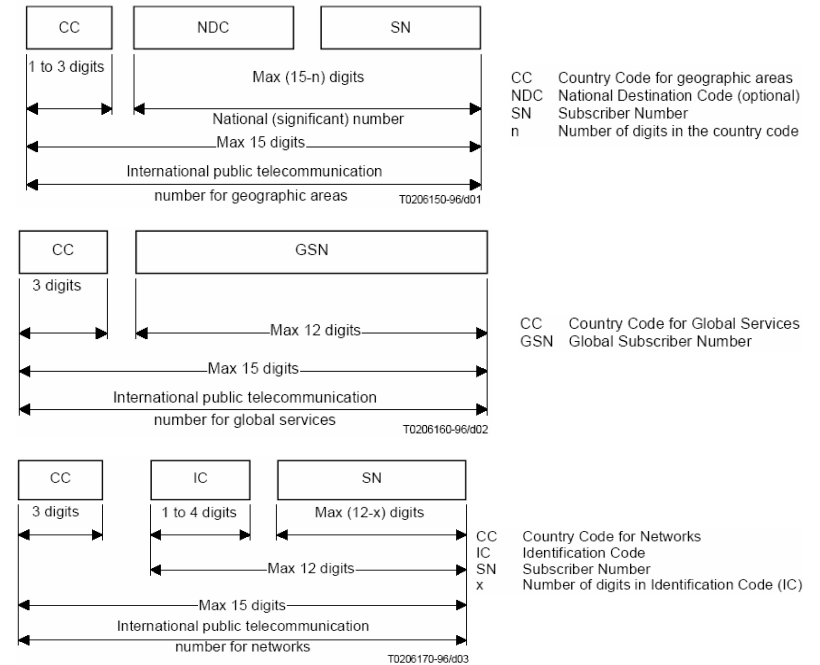 CC NDC SN
1 to 3 digits
Max (15-n) digits
National (significant) number
Max 15 digits
International public telecommunication
number for geographic areas
T0206150-96/d01
CC Country Code for geographic areas
NDC National Destination Code (optional)
SN Subscriber Number
n Number of digits in the country code
CC GSN
3 digits
Max 12 digits
Max 15 digits
International public telecommunication
number for global services
T0206160-96/d02
CC Country Code for Global Services
GSN Global Subscriber Number
CC IC SN
3 digits 1 to 4 digits Max (12-x) digits
Max 12 digits
Max 15 digits
International public telecommunication
number for networks
T0206170-96/d03
CC Country Code for Networks
IC Identification Code
SN Subscriber Number
x Number of digits in Identification Code (IC)